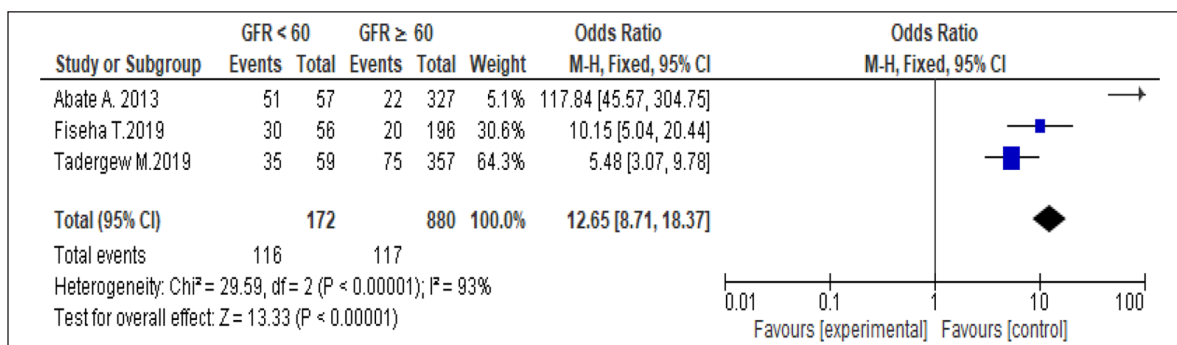 GFR < 60 GFR ≥ 60 Odds Ratio Odds Ratio
Study or Subgroup Events Total Events Total Weight M-H, Fixed, 95% CI M-H, Fixed, 95% CI
Abate A. 2013 51 57 22 327 5.1% 117.84 [45.57, 304.75]
Fiseha T.2019 30 56 20 196 30.6% 10.15 [5.04, 20.44]
Tadergew M.2019 35 59 75 357 64.3% 5.48 [3.07, 9.78]
Total (95% CI) 172 880 100.0% 12.65 [8.71, 18.37]
Total events 116 117
Heterogeneity: Chi² = 29.59, df = 2 (P < 0.00001); I² = 93%
Test for overall effect: Z = 13.33 (P < 0.00001)
0.01 0.1 1 10 100
Favours [experimental] Favours [control]